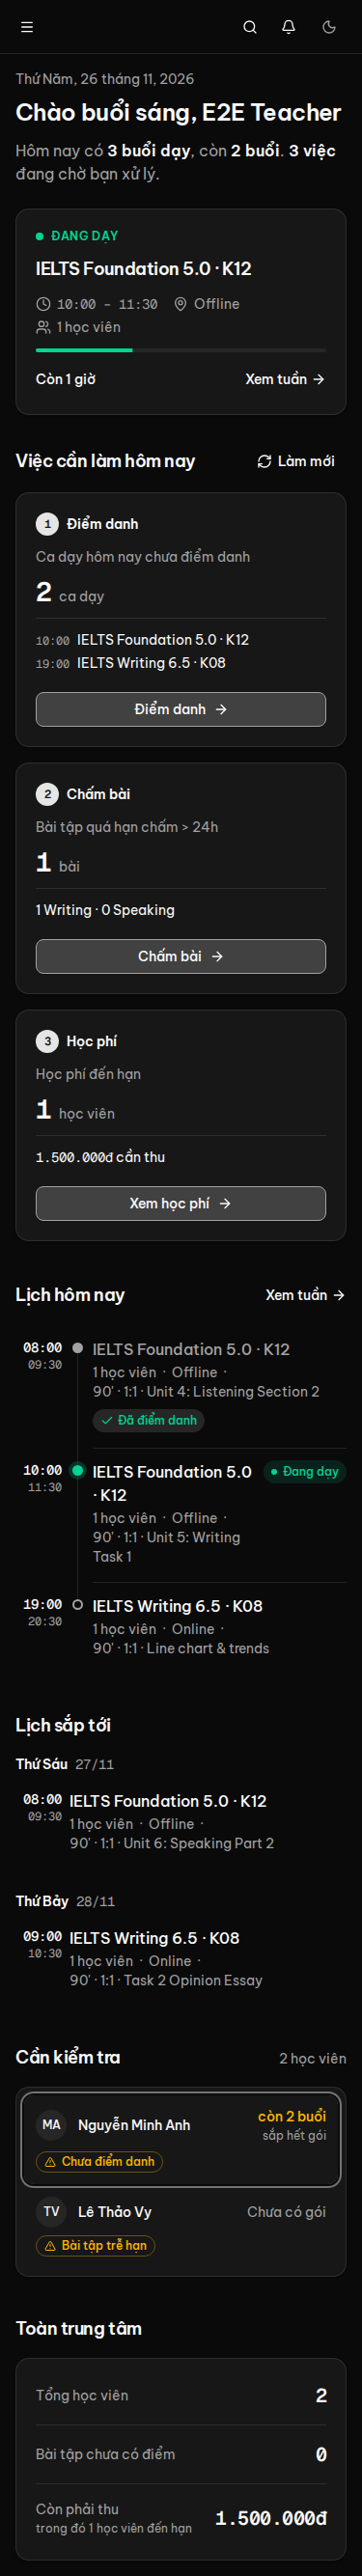 Thứ Năm, 26 tháng 11, 2026
Chào buổi sáng, E2E Teacher
Hôm nay có 3 buổi dạy, còn 2 buổi. 3 việc
đang chờ bạn xử lý.
ĐANG DẠY
IELTS Foundation 5.0 · K12
10:00 – 11:30 Offline
1 học viên
Còn 1 giờ Xem tuần →
Việc cần làm hôm nay Làm mới
1 Điểm danh
Ca dạy hôm nay chưa điểm danh
2 ca dạy
10:00 IELTS Foundation 5.0 · K12
19:00 IELTS Writing 6.5 · K08
Điểm danh →
2 Chấm bài
Bài tập quá hạn chấm > 24h
1 bài
1 Writing · 0 Speaking
Chấm bài →
3 Học phí
Học phí đến hạn
1 học viên
1.500.000đ cần thu
Xem học phí →
Lịch hôm nay Xem tuần →
08:00 IELTS Foundation 5.0 · K12
09:30 1 học viên · Offline ·
90' · 1:1 · Unit 4: Listening Section 2
Đã điểm danh
10:00 IELTS Foundation 5.0 Đang dạy
11:30 · K12
1 học viên · Offline ·
90' · 1:1 · Unit 5: Writing
Task 1
19:00 IELTS Writing 6.5 · K08
20:30 1 học viên · Online ·
90' · 1:1 · Line chart & trends
Lịch sắp tới
Thứ Sáu 27/11
08:00 IELTS Foundation 5.0 · K12
09:30 1 học viên · Offline ·
90' · 1:1 · Unit 6: Speaking Part 2
Thứ Bảy 28/11
09:00 IELTS Writing 6.5 · K08
10:30 1 học viên · Online ·
90' · 1:1 · Task 2 Opinion Essay
Cần kiểm tra 2 học viên
MA Nguyễn Minh Anh còn 2 buổi
sắp hết gói
Chưa điểm danh
TV Lê Thảo Vy Chưa có gói
Bài tập trễ hạn
Toàn trung tâm
Tổng học viên 2
Bài tập chưa có điểm 0
Còn phải thu 1.500.000đ
trong đó 1 học viên đến hạn